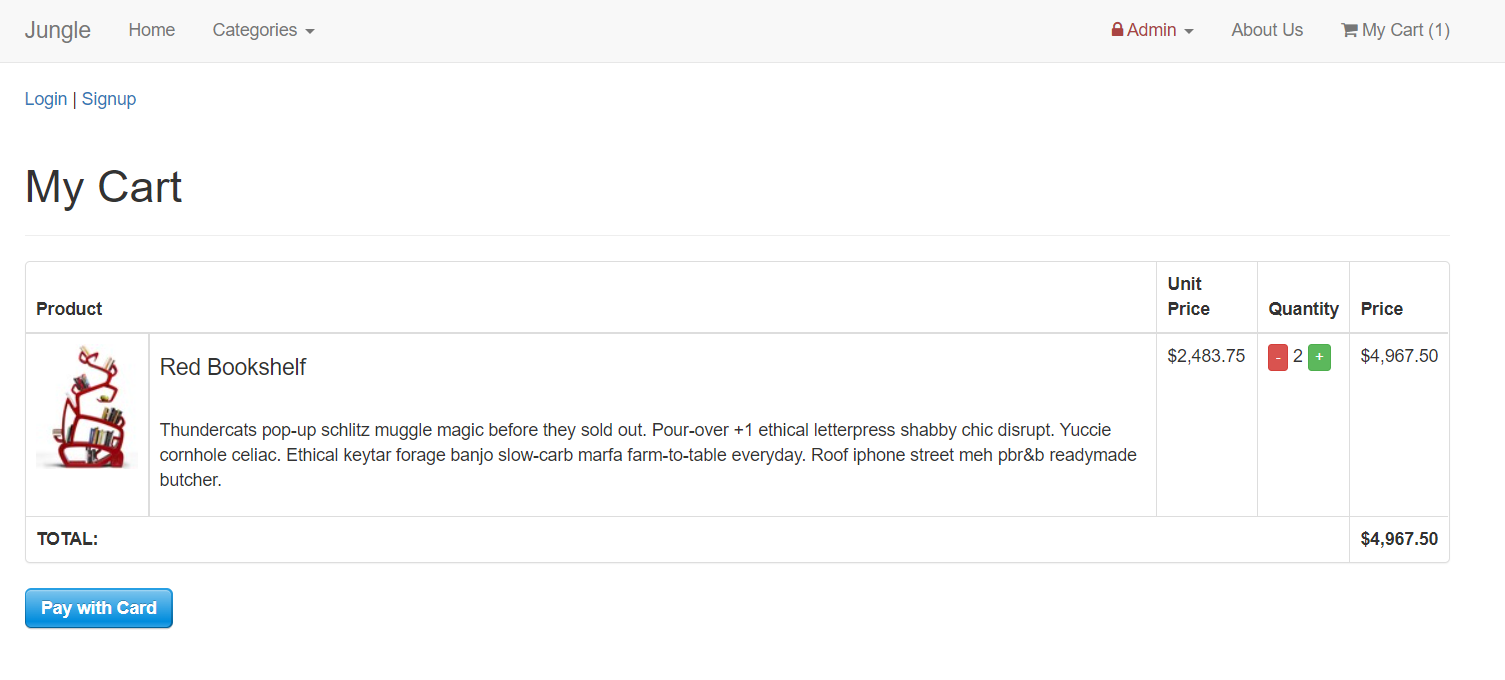 Jungle Home Categories Admin About Us My Cart (1)
Login | Signup
My Cart
Product Unit Price Quantity Price
Red Bookshelf $2,483.75 - 2 + $4,967.50
Thundercats pop-up schlitz muggle magic before they sold out. Pour-over +1 ethical letterpress shabby chic disrupt. Yuccie
cornhole celiac. Ethical keytar forage banjo slow-carb marfa farm-to-table everyday. Roof iphone street meh pbr&b readymade
butcher.
TOTAL: $4,967.50
Pay with Card